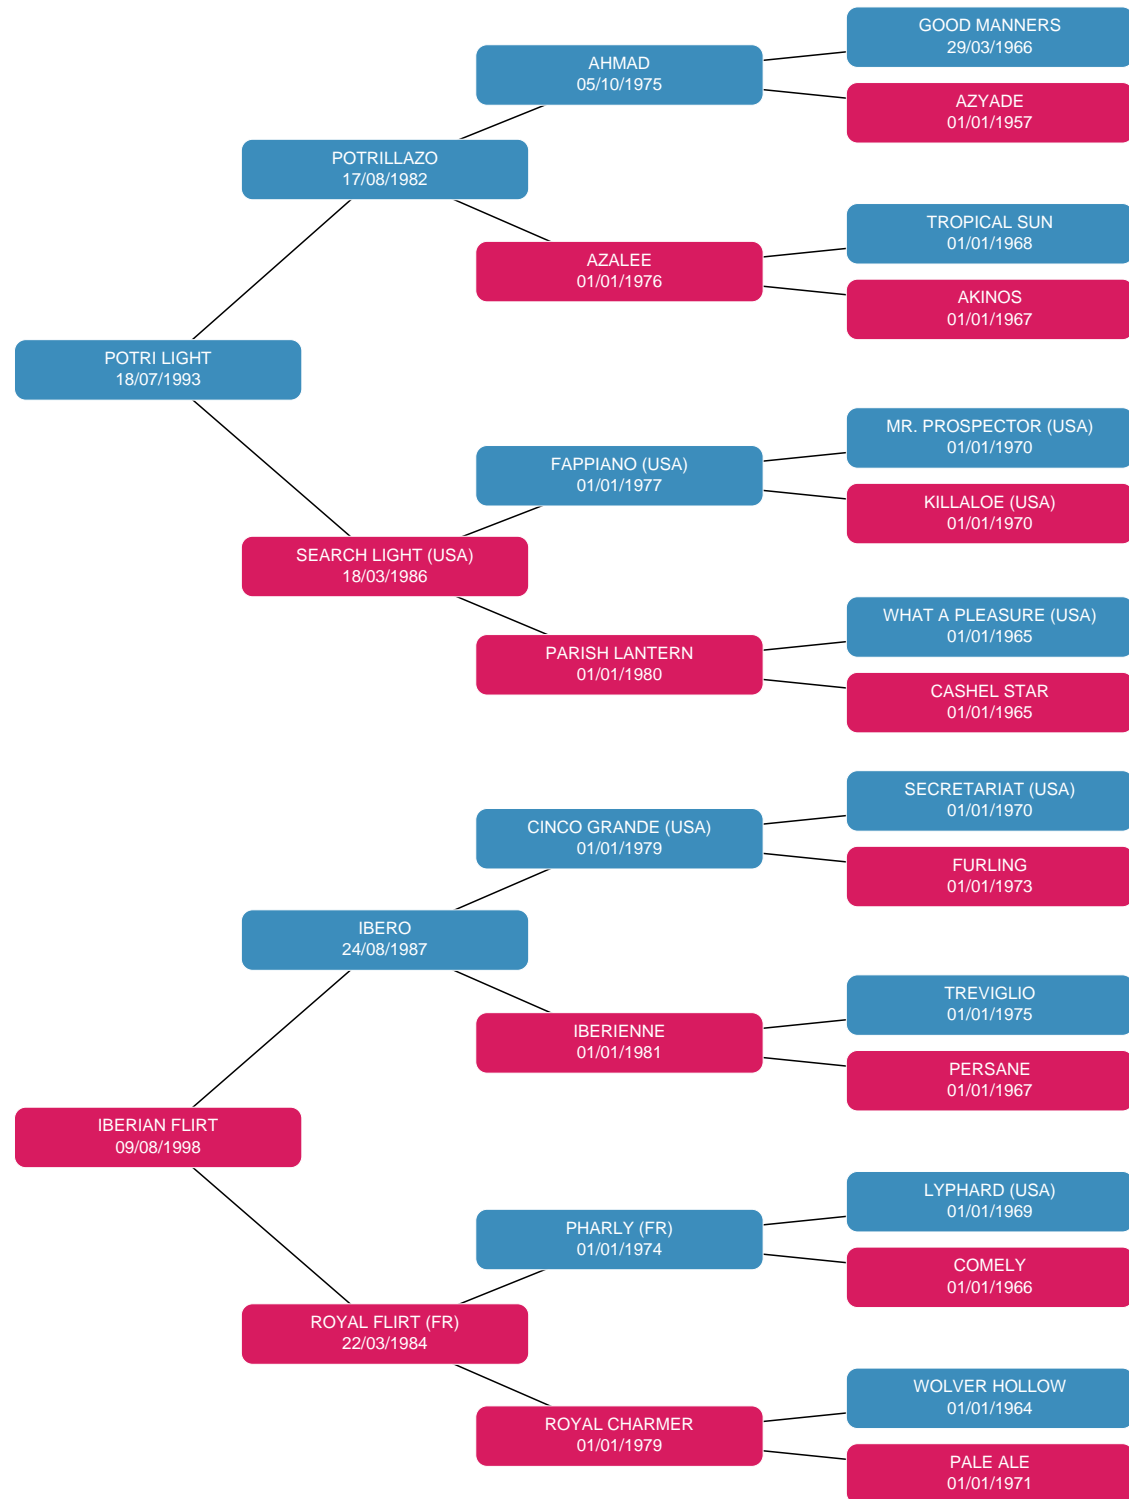 GOOD MANNERS
29/03/1966
AHMAD
05/10/1975
AZYADE
01/01/1957
POTRILLAZO
17/08/1982
TROPICAL SUN
01/01/1968
AZALEE
01/01/1976
AKINOS
01/01/1967
POTRI LIGHT
18/07/1993
MR. PROSPECTOR (USA)
01/01/1970
FAPPIANO (USA)
01/01/1977
KILLALOE (USA)
01/01/1970
SEARCH LIGHT (USA)
18/03/1986
WHAT A PLEASURE (USA)
01/01/1965
PARISH LANTERN
01/01/1980
CASHEL STAR
01/01/1965
SECRETARIAT (USA)
01/01/1970
CINCO GRANDE (USA)
01/01/1979
FURLING
01/01/1973
IBERO
24/08/1987
TREVIGLIO
01/01/1975
IBERIENNE
01/01/1981
PERSANE
01/01/1967
IBERIAN FLIRT
09/08/1998
LYPHARD (USA)
01/01/1969
PHARLY (FR)
01/01/1974
COMELY
01/01/1966
ROYAL FLIRT (FR)
22/03/1984
WOLVER HOLLOW
01/01/1964
ROYAL CHARMER
01/01/1979
PALE ALE
01/01/1971